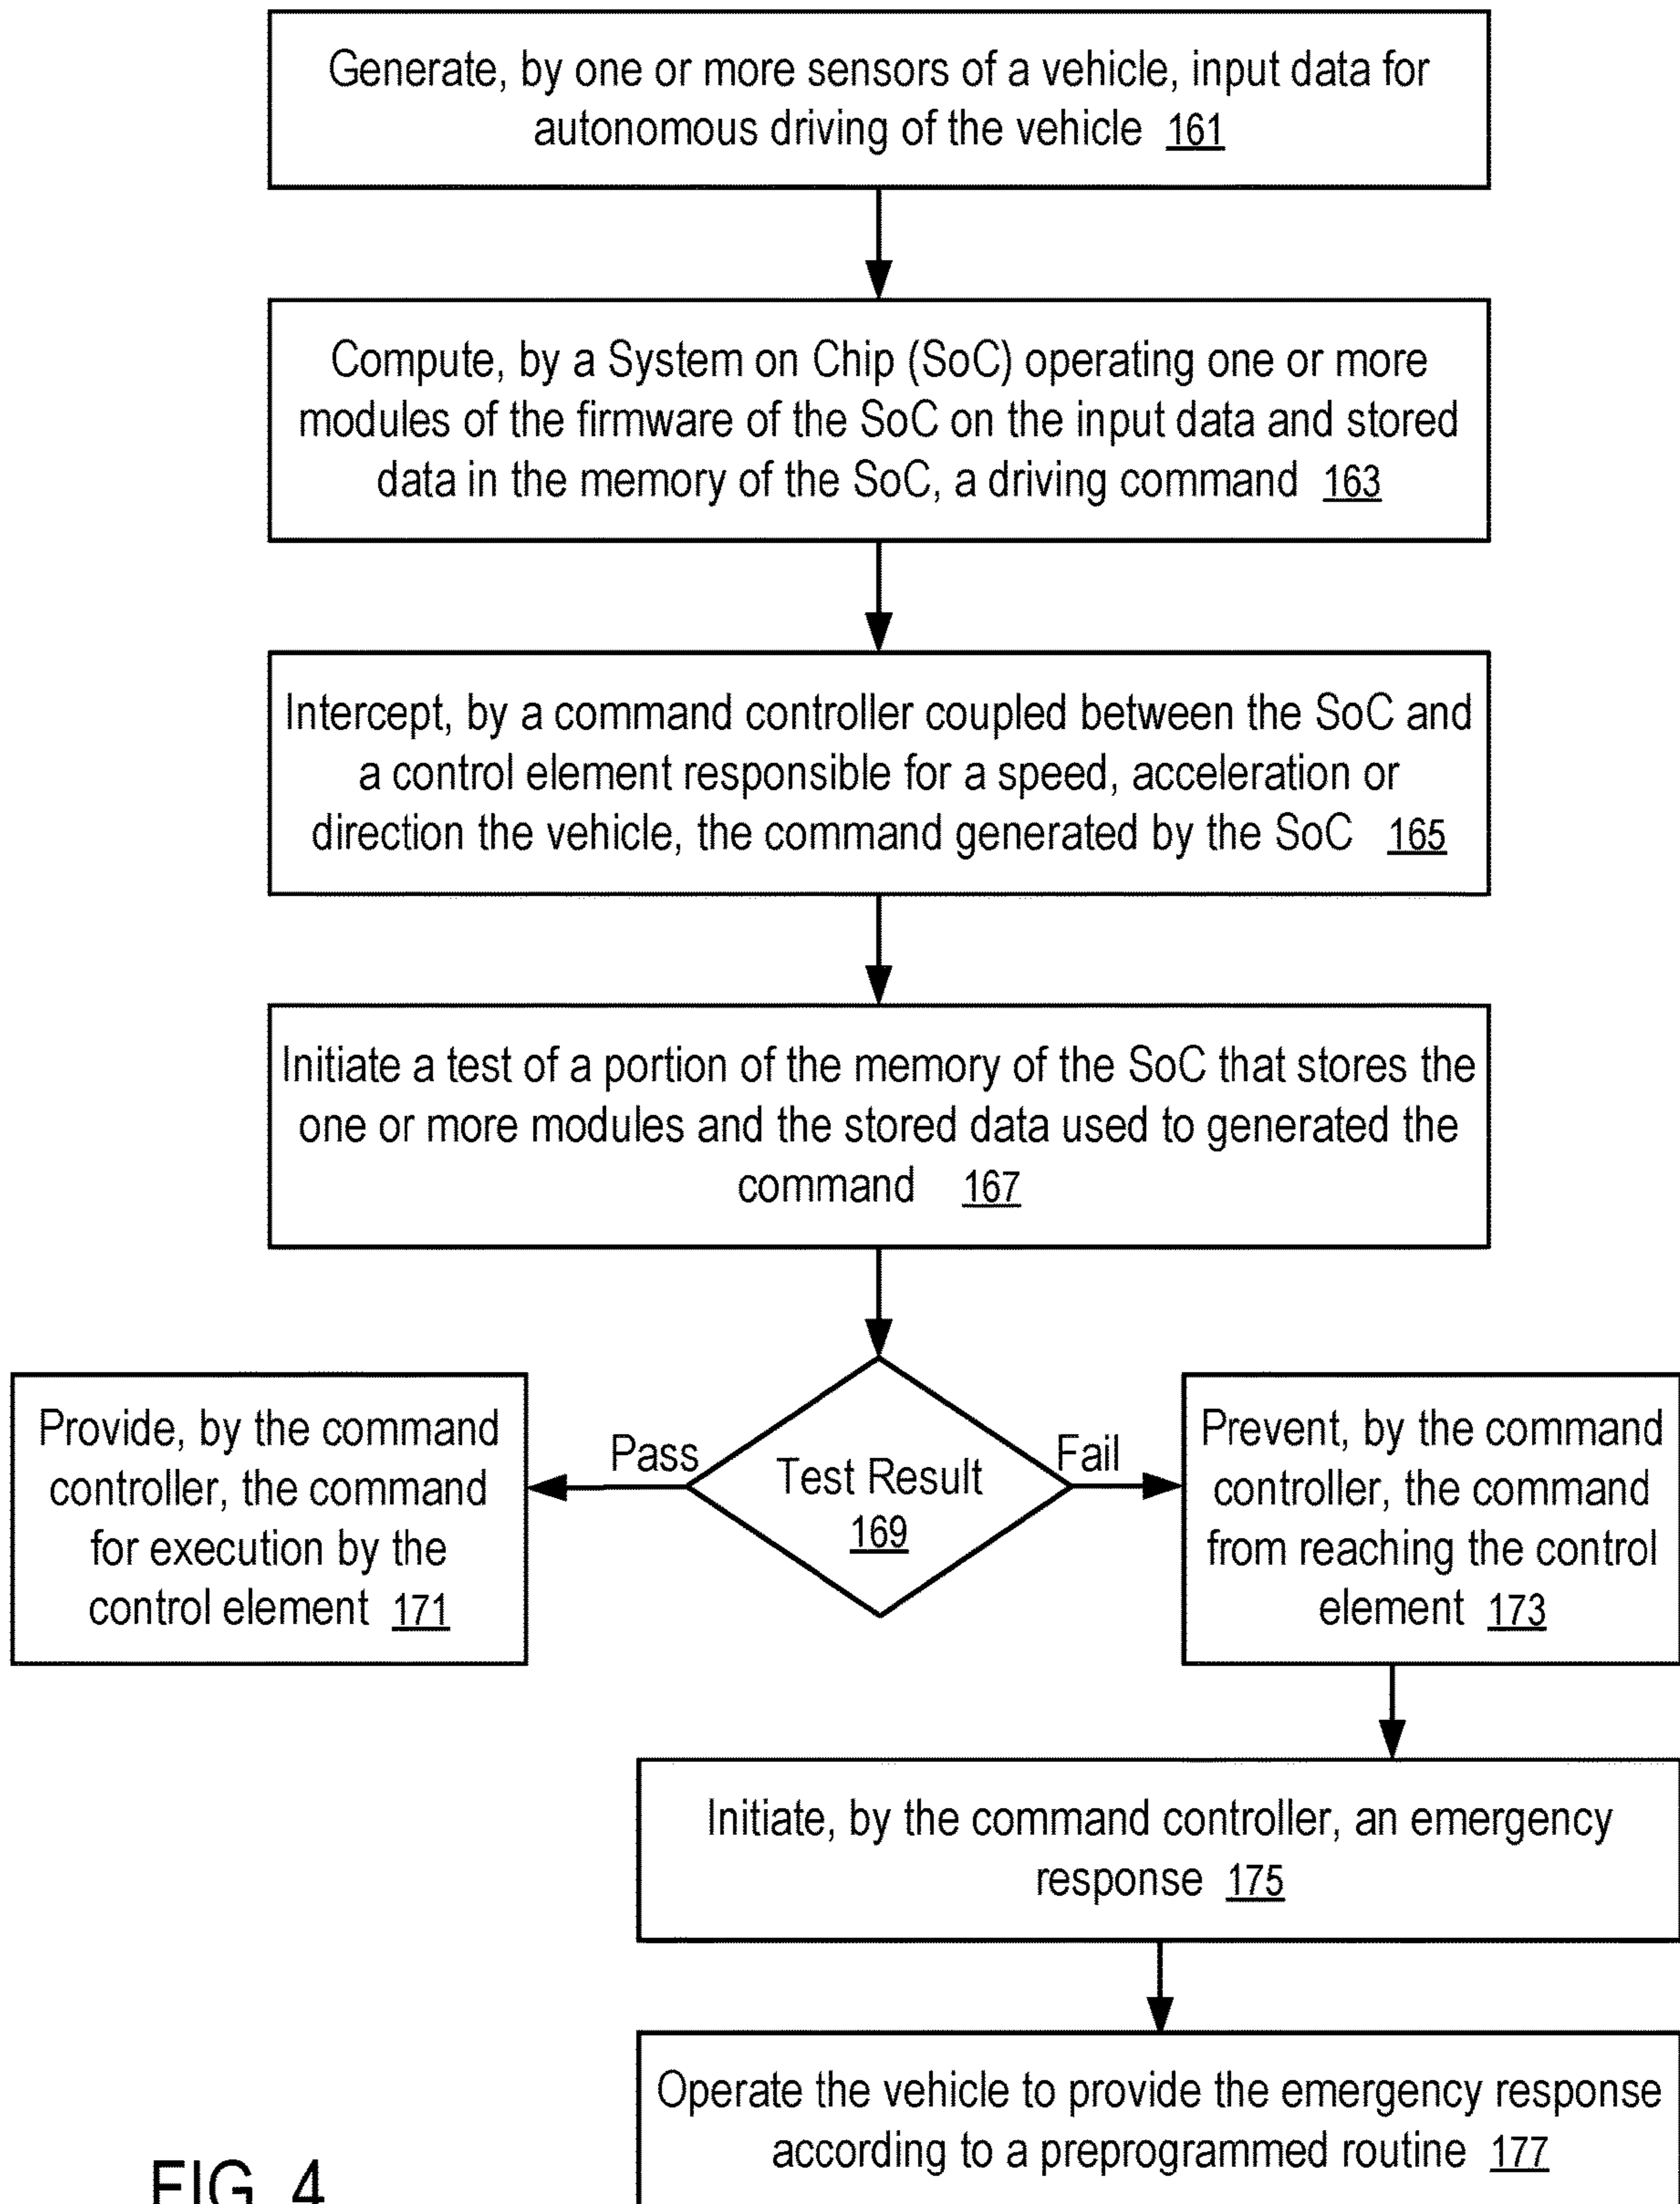 Generate, by one or more sensors of a vehicle, input data for
autonomous driving of the vehicle 161
Compute, by a System on Chip (SoC) operating one or more
modules of the firmware of the SoC on the input data and stored
data in the memory of the SoC, a driving command 163
Intercept, by a command controller coupled between the SoC and
a control element responsible for a speed, acceleration or
direction the vehicle, the command generated by the SoC 165
Initiate a test of a portion of the memory of the SoC that stores the
one or more modules and the stored data used to generated the
command 167
Test Result
169
Pass
Provide, by the command
controller, the command
for execution by the
control element 171
Fail
Prevent, by the command
controller, the command
from reaching the control
element 173
Initiate, by the command controller, an emergency
response 175
Operate the vehicle to provide the emergency response
according to a preprogrammed routine 177
FIG. 4